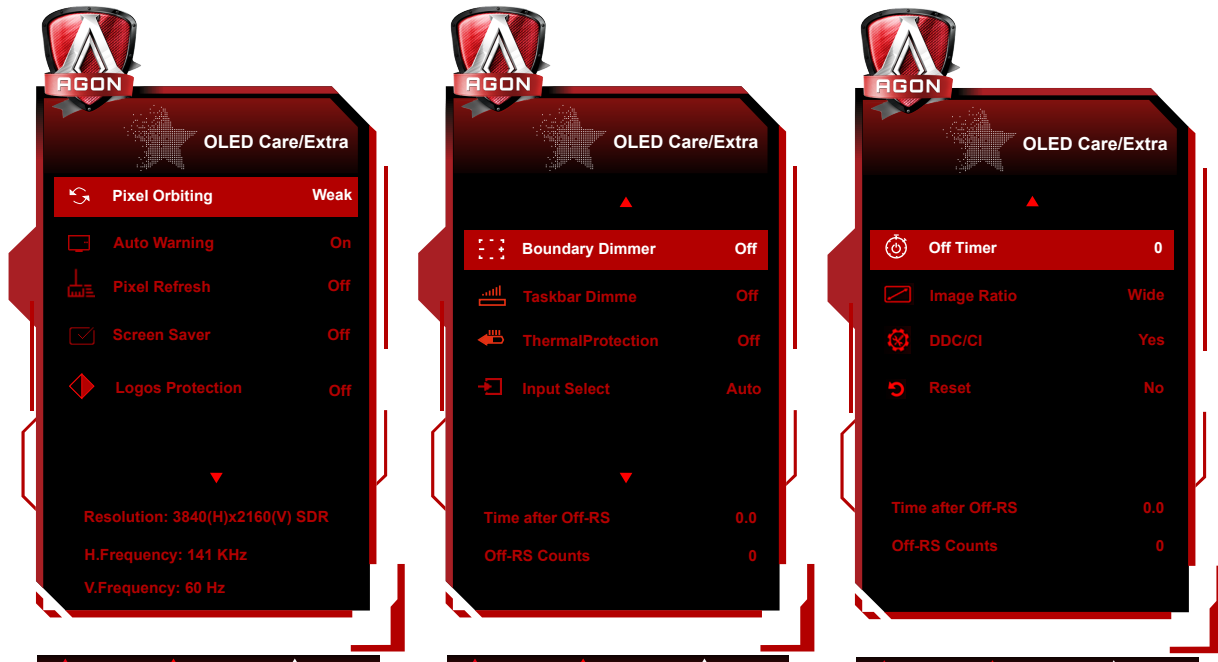 AGON
OLED Care/Extra
Pixel Orbiting Weak
Auto Warning On
Pixel Refresh Off
Screen Saver Off
Logos Protection Off
Resolution: 3840(H)x2160(V) SDR
H.Frequency: 141 KHz
V.Frequency: 60 Hz
AGON
OLED Care/Extra
Boundary Dimmer Off
Taskbar Dimme Off
ThermalProtection Off
Input Select Auto
Time after Off-RS 0.0
Off-RS Counts 0
AGON
OLED Care/Extra
Off Timer 0
Image Ratio Wide
DDC/CI Yes
Reset No
Time after Off-RS 0.0
Off-RS Counts 0